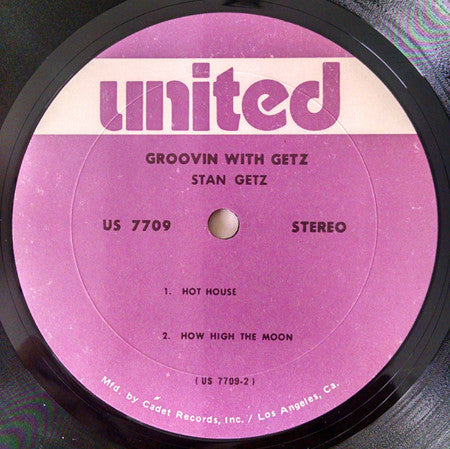 united
GROOVIN WITH GETZ
STAN GETZ
US 7709 STEREO
1. HOT HOUSE
2. HOW HIGH THE MOON
(US 7709-2)
Mfd. by Cadet Records, Inc. / Los Angeles, Ca.